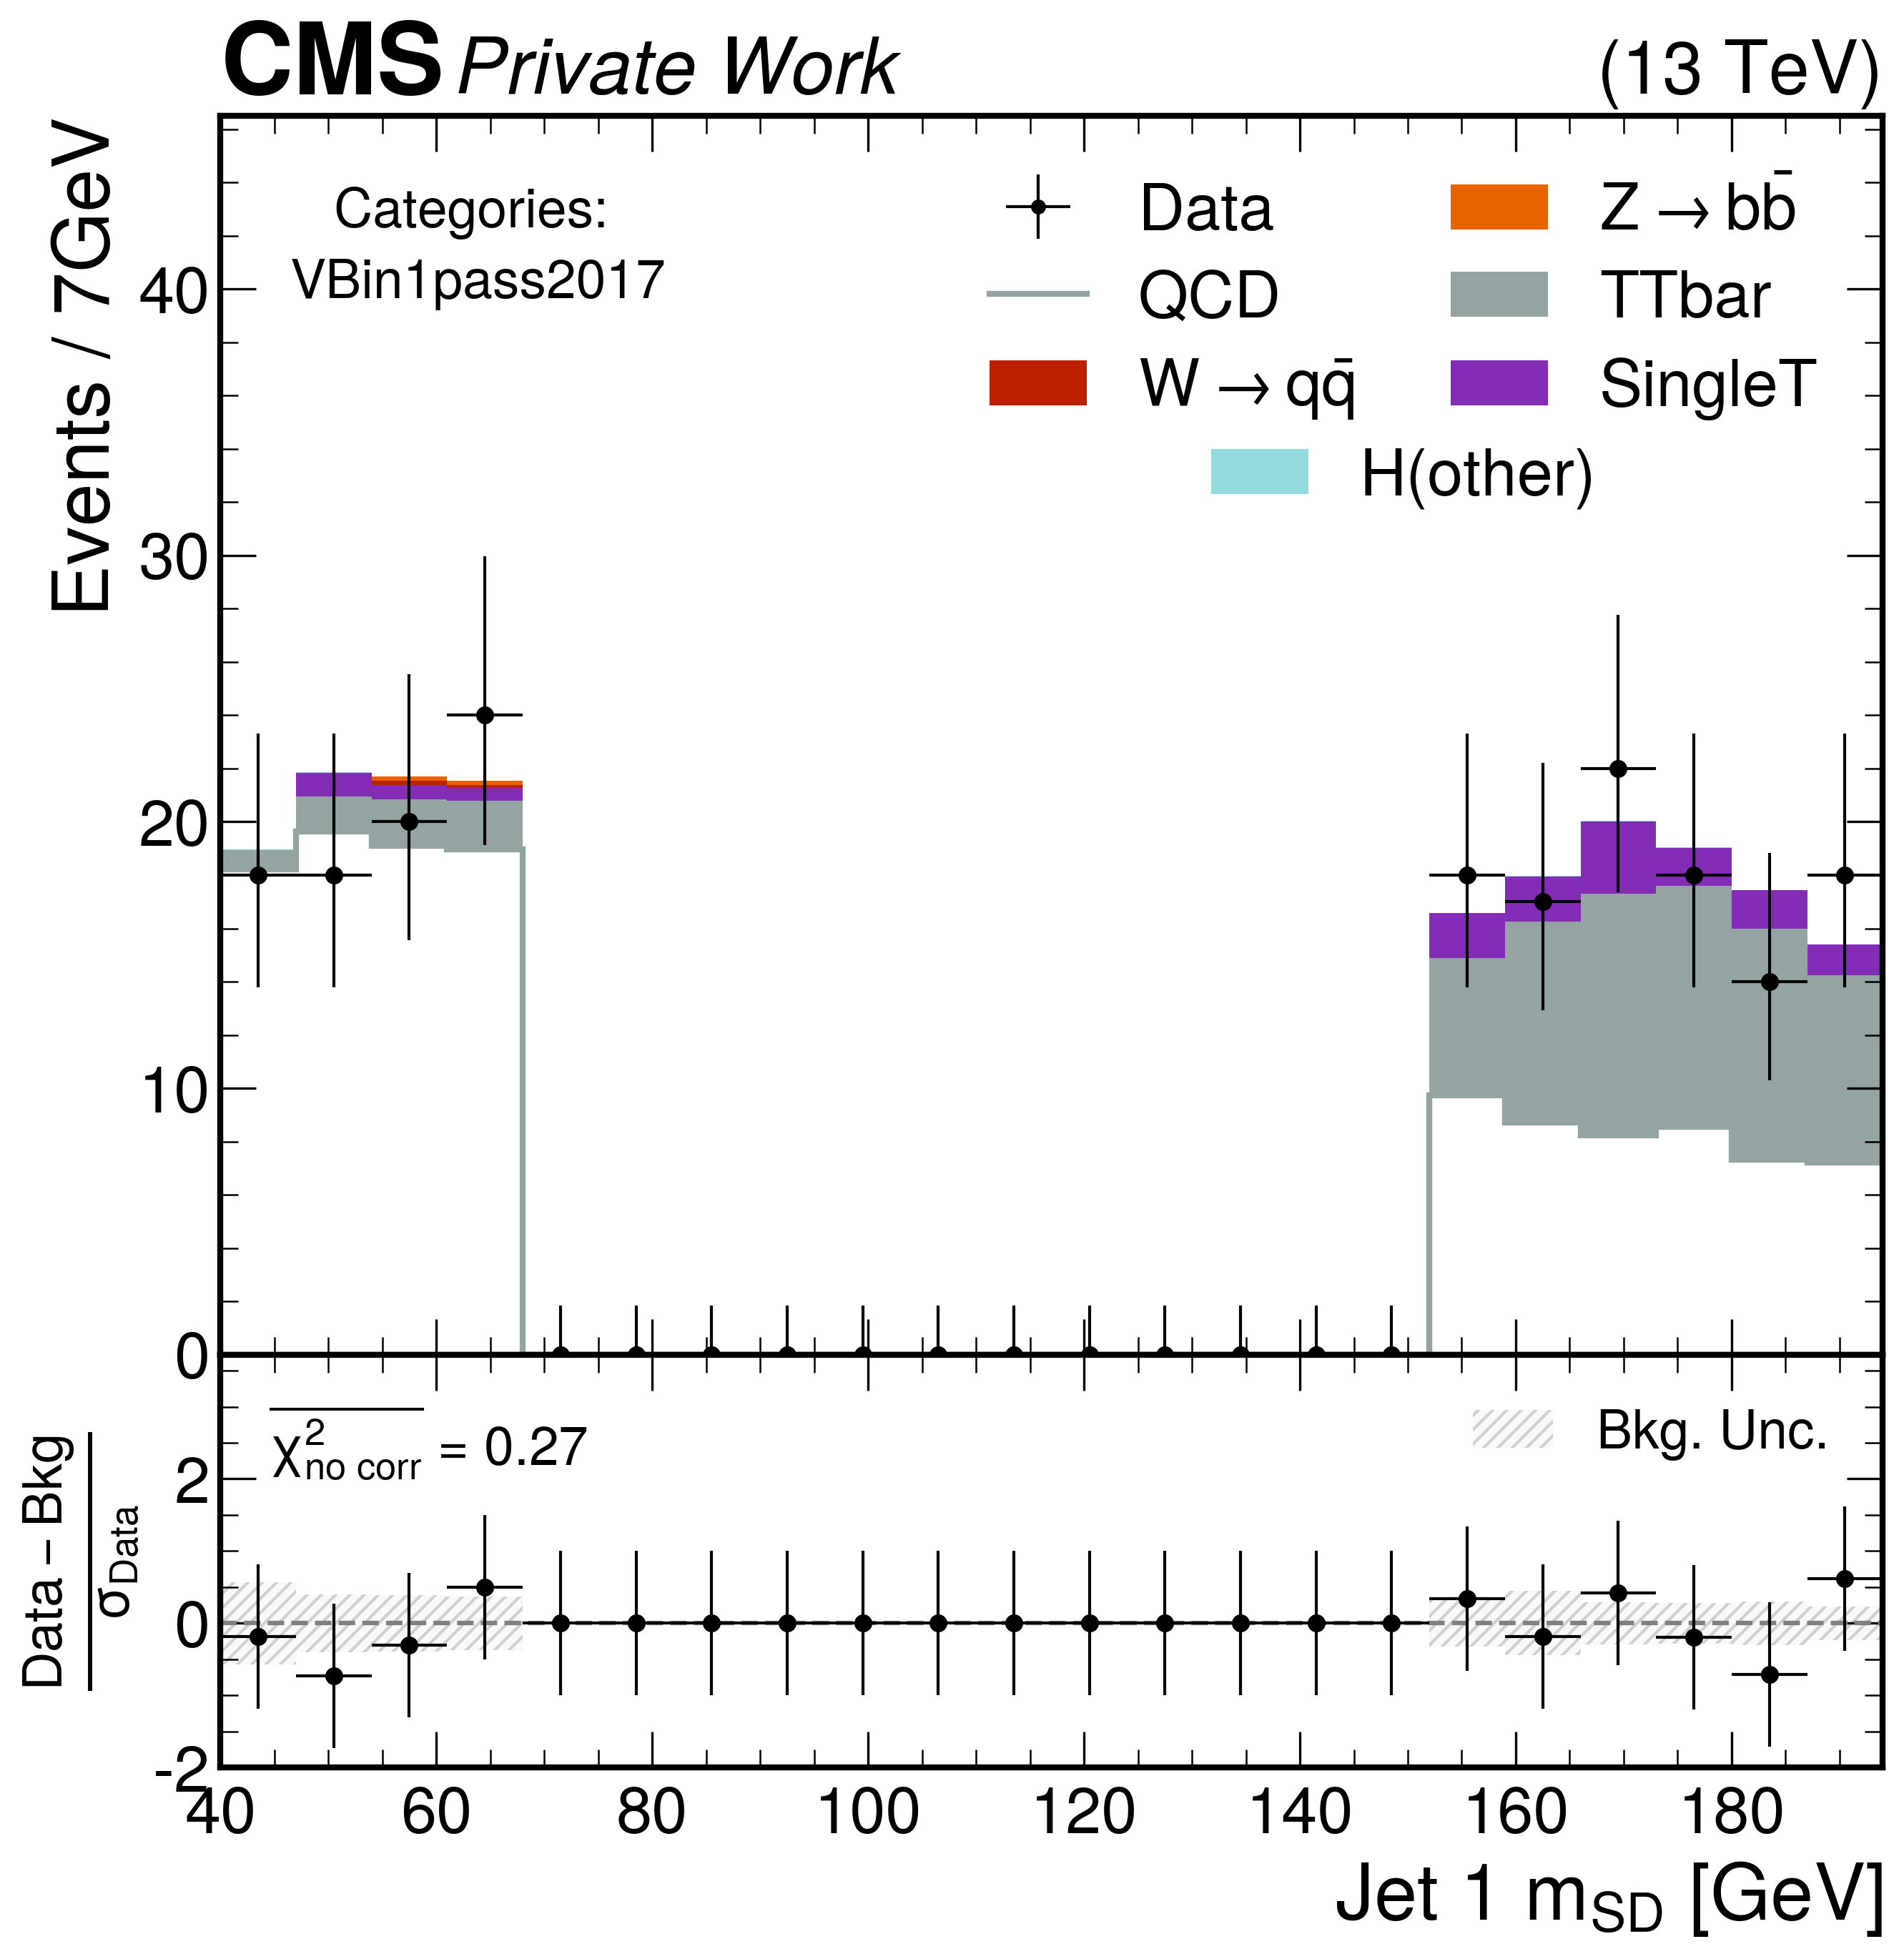 CMS Private Work (13 TeV)
Events / 7GeV
Categories:
VBin1pass2017
Data
QCD
W → qq̄
Z → bb̄
TTbar
SingleT
H(other)
40
30
20
10
0
χ²no corr = 0.27
Bkg. Unc.
Data − Bkg
σData
2
0
-2
40 60 80 100 120 140 160 180
Jet 1 mSD [GeV]